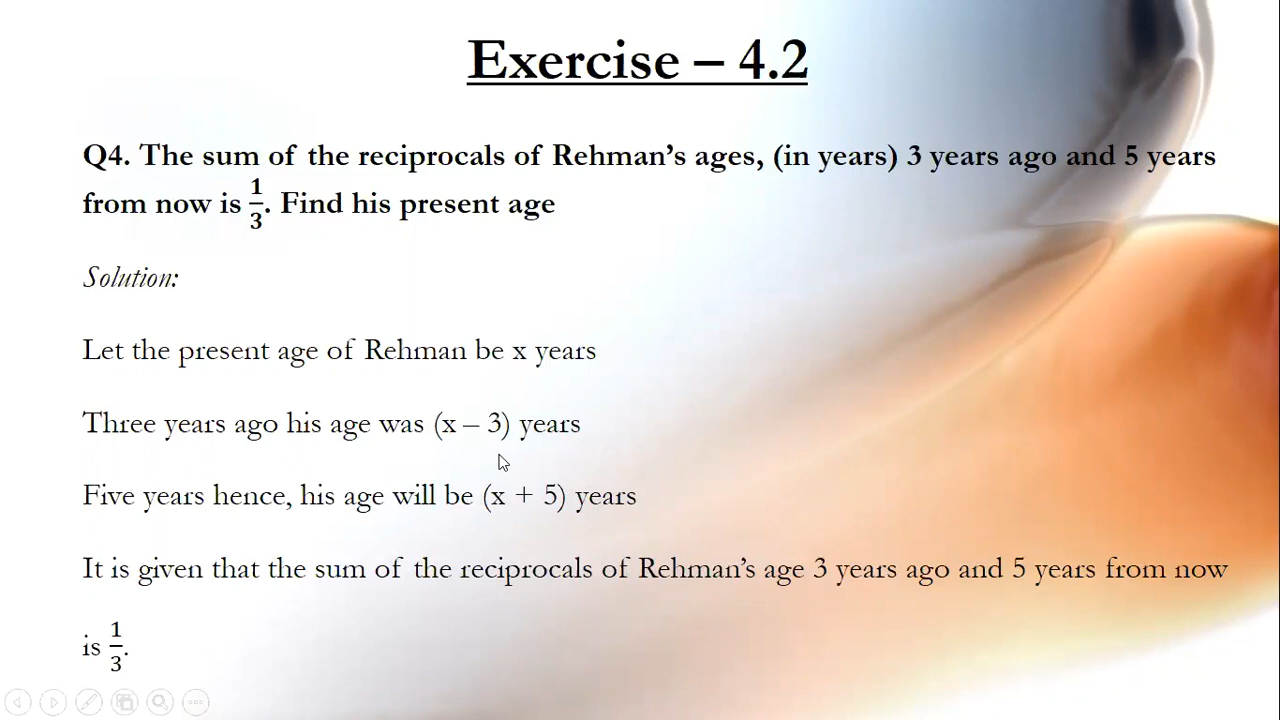 Exercise – 4.2
Q4. The sum of the reciprocals of Rehman’s ages, (in years) 3 years ago and 5 years
from now is 1/3. Find his present age
Solution:
Let the present age of Rehman be x years
Three years ago his age was (x – 3) years
Five years hence, his age will be (x + 5) years
It is given that the sum of the reciprocals of Rehman’s age 3 years ago and 5 years from now
is 1/3.